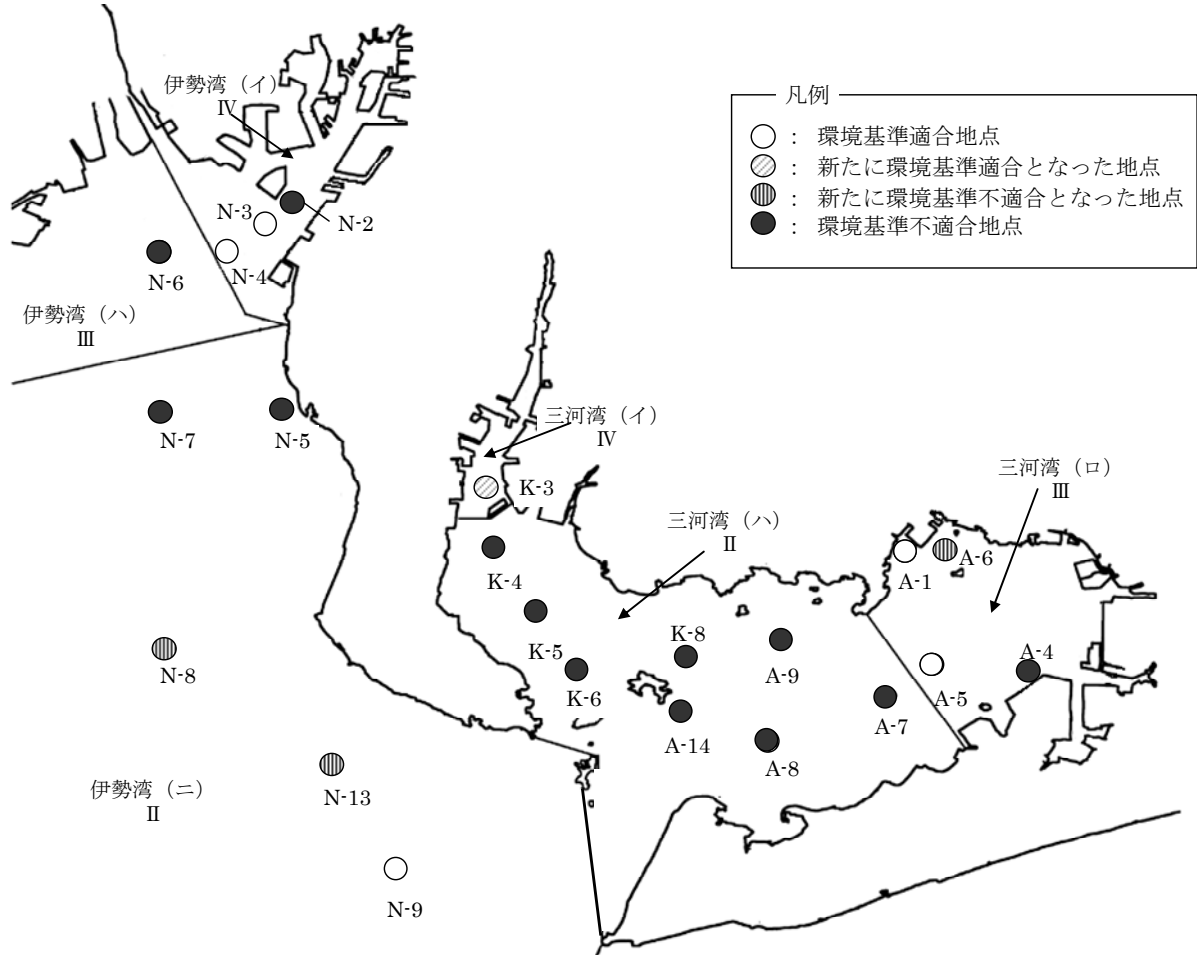 伊勢湾（イ）
Ⅳ
凡例
： 環境基準適合地点
： 新たに環境基準適合となった地点
： 新たに環境基準不適合となった地点
： 環境基準不適合地点
N-3
N-2
N-4
N-6
伊勢湾（ハ）
Ⅲ
N-7
N-5
三河湾（イ）
Ⅳ
K-3
三河湾（ロ）
Ⅲ
三河湾（ハ）
Ⅱ
A-1
A-6
K-4
K-5
K-6
K-8
A-9
A-5
A-4
A-7
A-14
A-8
N-8
N-13
伊勢湾（ニ）
Ⅱ
N-9